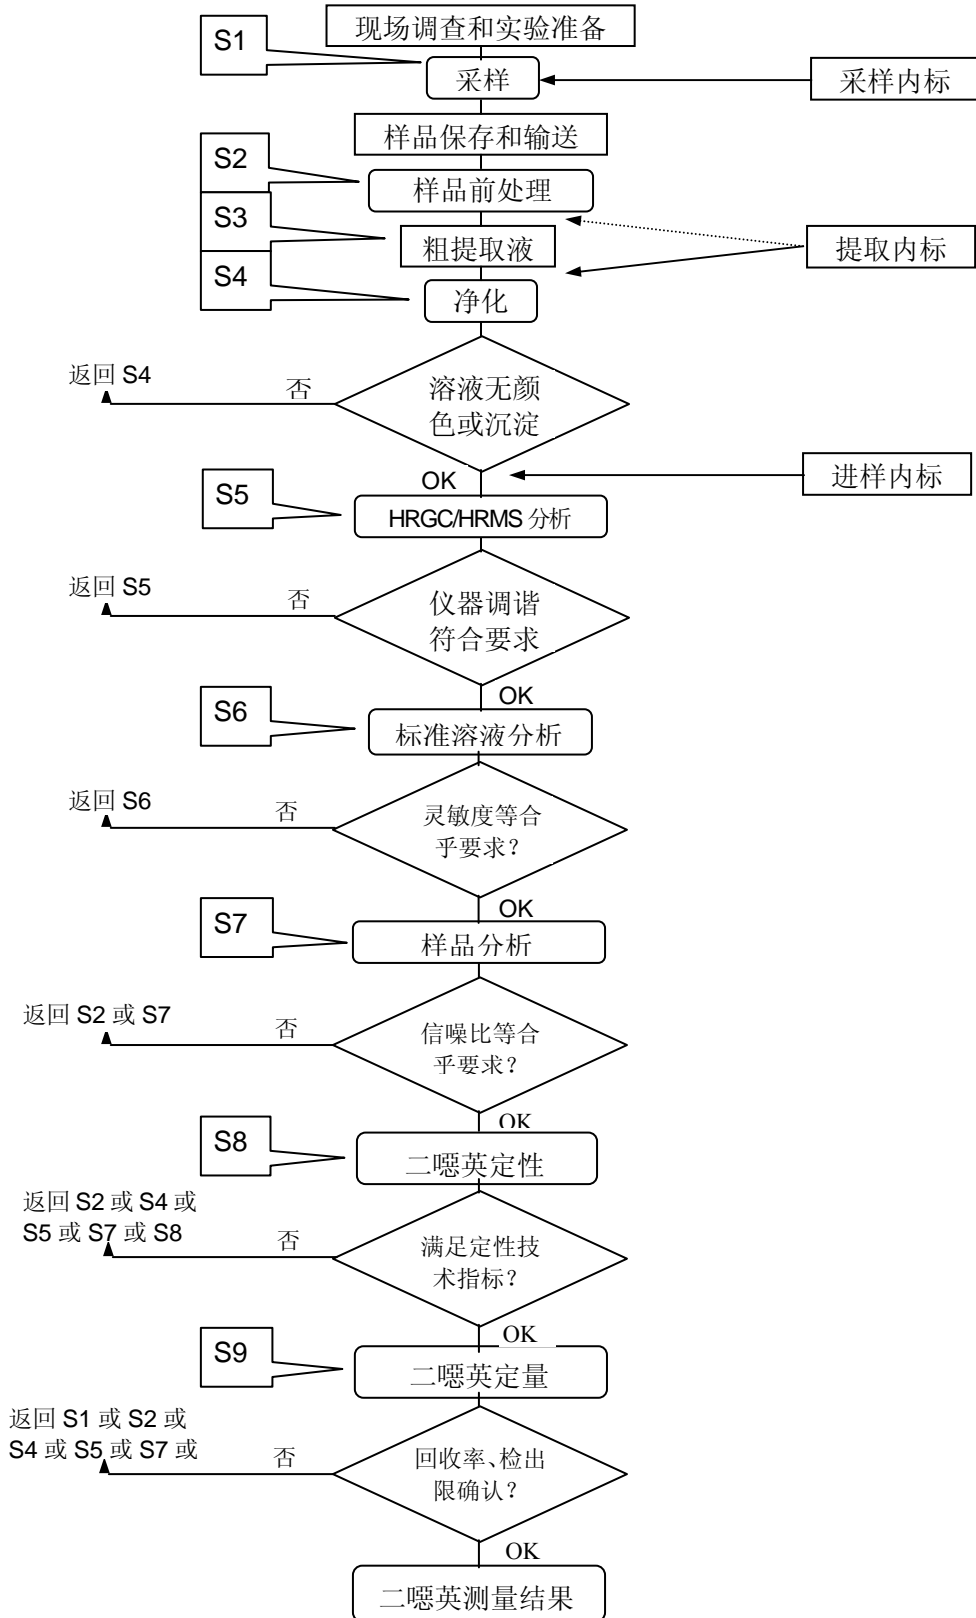 现场调查和实验准备
S1
采样
采样内标
样品保存和输送
S2
样品前处理
S3
粗提取液
提取内标
S4
净化
返回 S4
否
溶液无颜
色或沉淀
OK
进样内标
S5
HRGC/HRMS 分析
返回 S5
否
仪器调谐
符合要求
OK
S6
标准溶液分析
返回 S6
否
灵敏度等合
乎要求？
OK
S7
样品分析
返回 S2 或 S7
否
信噪比等合
乎要求？
OK
S8
二噁英定性
返回 S2 或 S4 或
S5 或 S7 或 S8
否
满足定性技
术指标？
OK
S9
二噁英定量
返回 S1 或 S2 或
S4 或 S5 或 S7 或
否
回收率、检出
限确认？
OK
二噁英测量结果